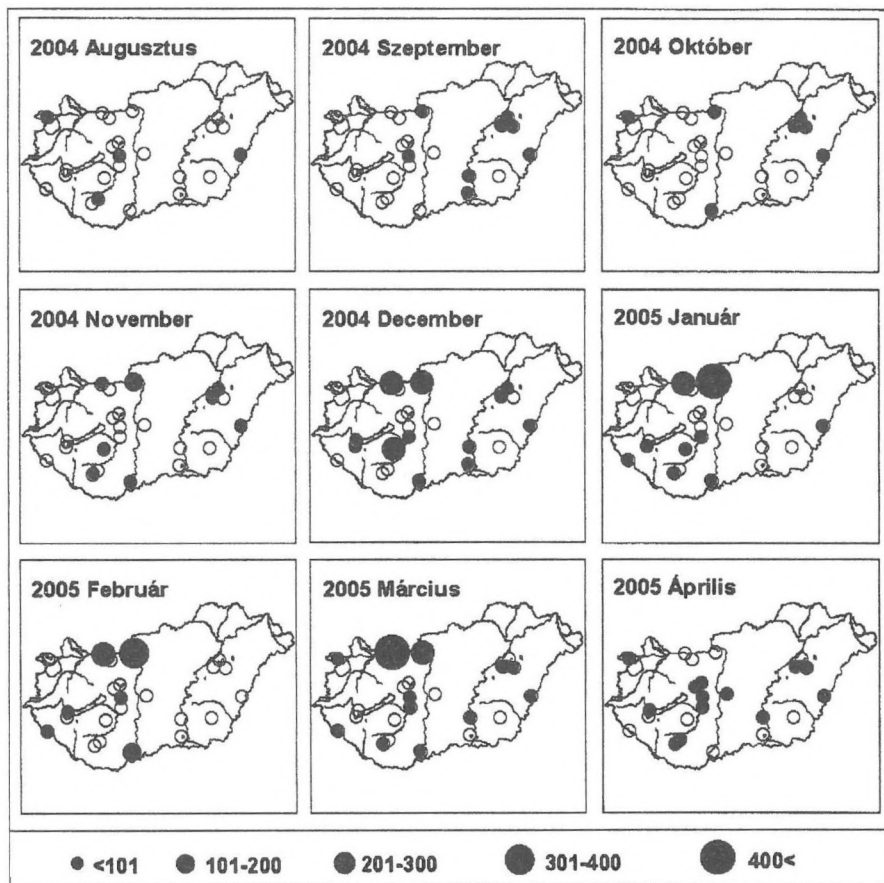 2004 Augusztus
2004 Szeptember
2004 Október
2004 November
2004 December
2005 Január
2005 Február
2005 Március
2005 Április
<101
101-200
201-300
301-400
400<